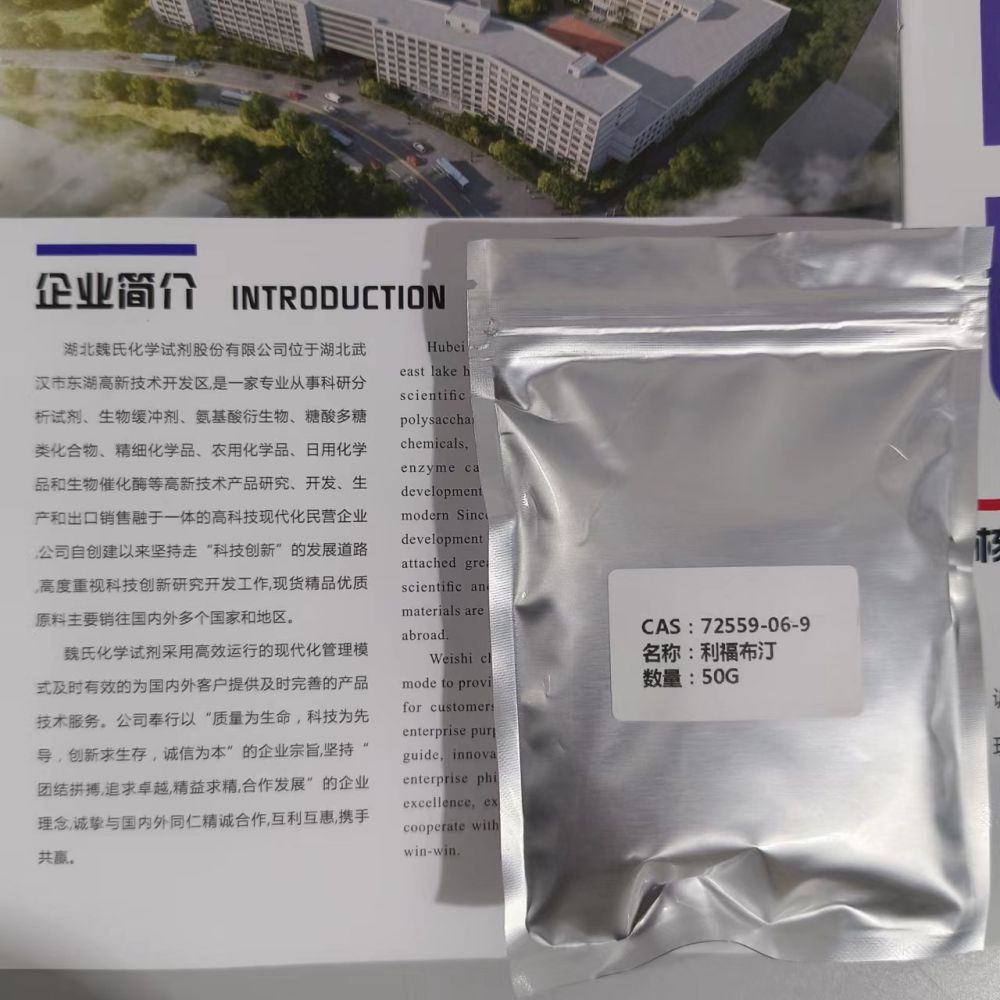 企业简介 INTRODUCTION
湖北魏氏化学试剂股份有限公司位于湖北武
汉市东湖高新技术开发区,是一家专业从事科研分
析试剂、生物缓冲剂、氨基酸衍生物、糖酸多糖
类化合物、精细化学品、农用化学品、日用化学
品和生物催化酶等高新技术产品研究、开发、生
产和出口销售融于一体的高科技现代化民营企业
,公司自创建以来坚持走“科技创新”的发展道路
,高度重视科技创新研究开发工作,现货精品优质
原料主要销往国内外多个国家和地区。
魏氏化学试剂采用高效运行的现代化管理模
式及时有效的为国内外客户提供及时完善的产品
技术服务。公司奉行以“质量为生命，科技为先
导，创新求生存，诚信为本”的企业宗旨,坚持“
团结拼搏,追求卓越,精益求精,合作发展”的企业
理念,诚挚与国内外同仁精诚合作,互利互惠,携手
共赢。
Hubei
east lake h
scientific
polysaccha
chemicals,
enzyme ca
development
modern Since
development
attached grea
scientific an
materials are
abroad.
Weishi ch
mode to provi
for customers
enterprise purp
guide, innova
enterprise phi
excellence, ex
cooperate with
win-win.
CAS：72559-06-9
名称：利福布汀
数量：50G